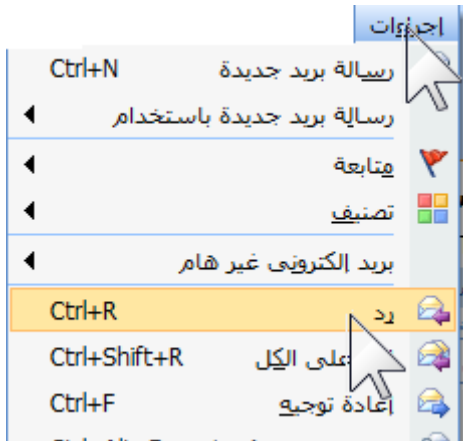 إجراءات
رسالة بريد جديدة Ctrl+N
رسالة بريد جديدة باستخدام
متابعة
تصنيف
بريد إلكترونى غير هام
رد Ctrl+R
على الكل Ctrl+Shift+R
إعادة توجيه Ctrl+F